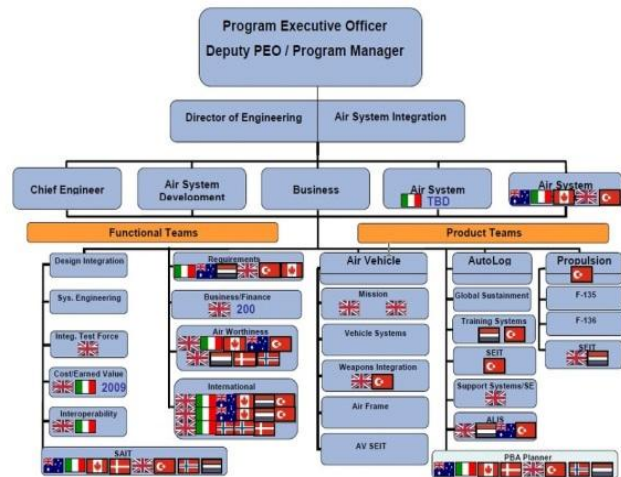 Program Executive Officer
Deputy PEO / Program Manager
Director of Engineering
Air System Integration
Chief Engineer
Air System
Development
Business
Air System
TBD
Air System
Functional Teams
Product Teams
Design Integration
Sys. Engineering
Integ. Test Force
Cost/Earned Value
2009
Interoperability
SAIT
Requirements
Business/Finance
200
Air Worthiness
International
Air Vehicle
Mission
Vehicle Systems
Weapons Integration
Air Frame
AV SEIT
AutoLog
Global Sustainment
Training Systems
SEIT
Support Systems/SE
ALIS
PBA Planner
Propulsion
F-135
F-136
SEIT